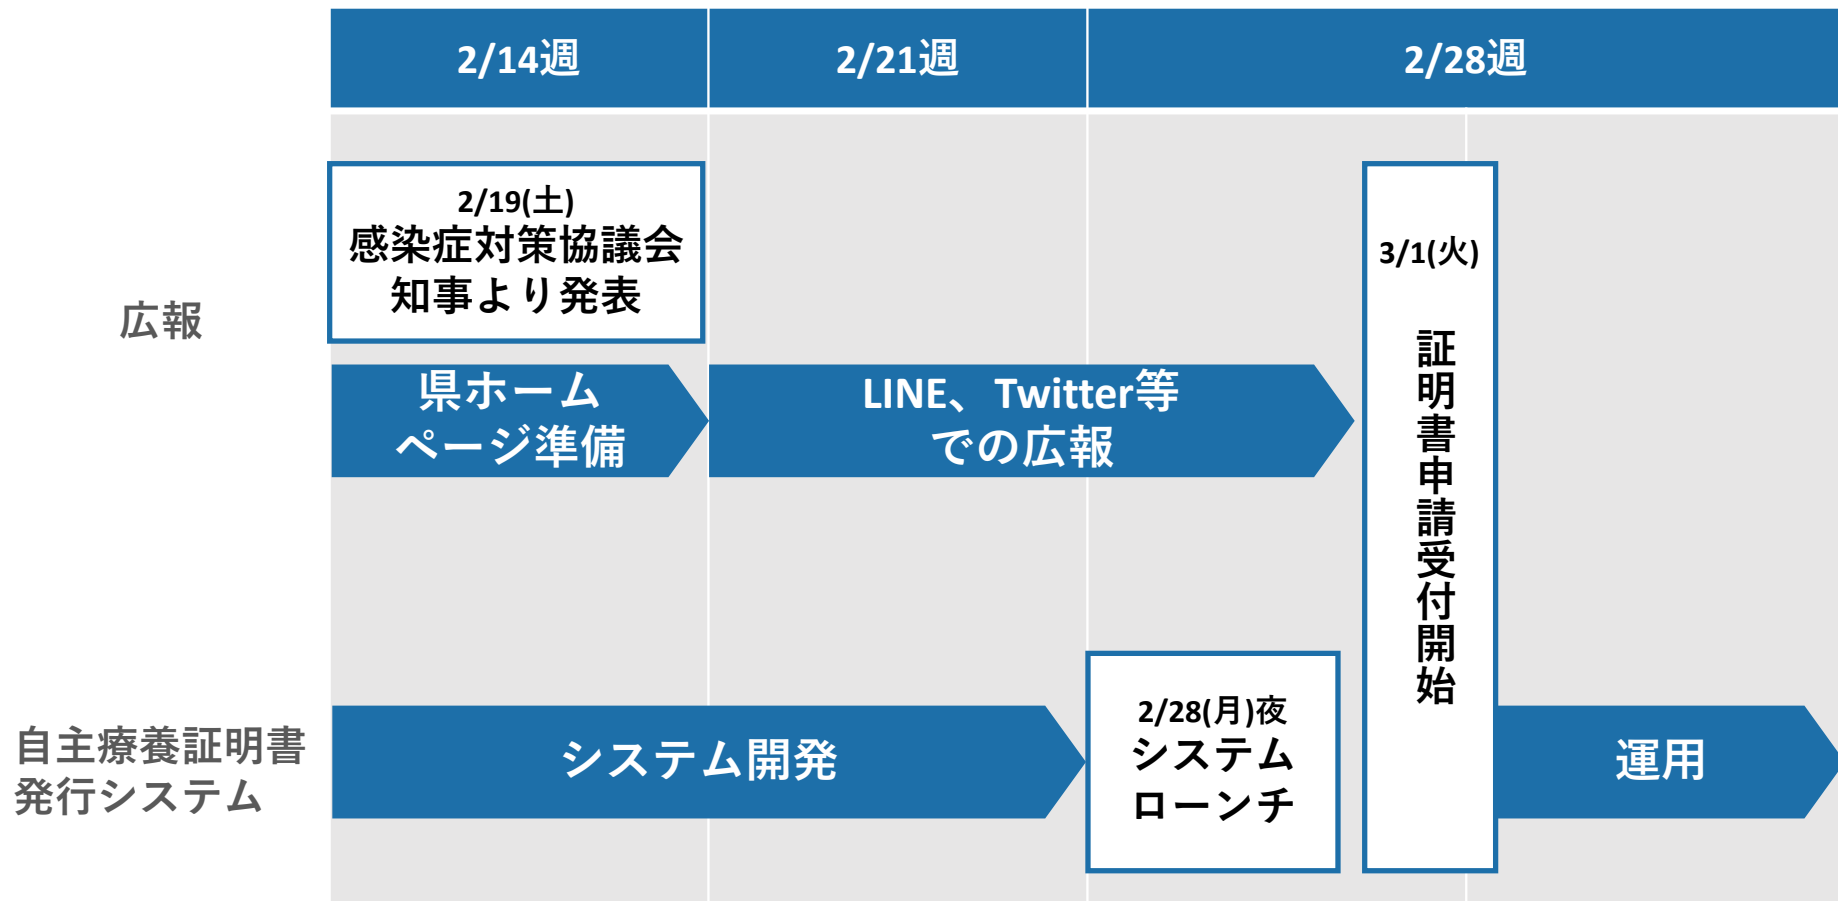 2/14週
2/21週
2/28週
広報
2/19(土)
感染症対策協議会
知事より発表
県ホーム
ページ準備
LINE、Twitter等
での広報
3/1(火)
証明書申請受付開始
自主療養証明書
発行システム
システム開発
2/28(月)夜
システム
ローンチ
運用